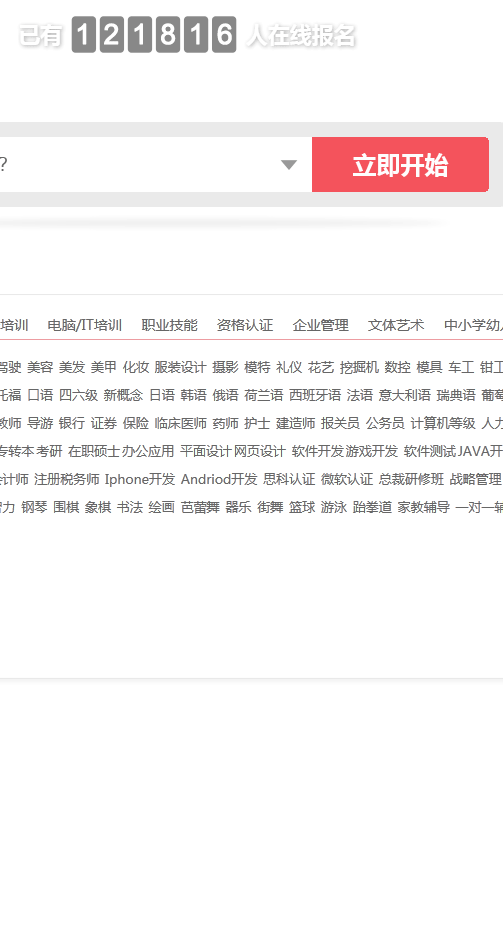 已有 121816 人在线报名
?
立即开始
培训 电脑/IT培训 职业技能 资格认证 企业管理 文体艺术 中小学幼
驾驶 美容 美发 美甲 化妆 服装设计 摄影 模特 礼仪 花艺 挖掘机 数控 模具 车工 钳工
托福 口语 四六级 新概念 日语 韩语 俄语 荷兰语 西班牙语 法语 意大利语 瑞典语 葡萄
教师 导游 银行 证券 保险 临床医师 药师 护士 建造师 报关员 公务员 计算机等级 人力
专转本 考研 在职硕士 办公应用 平面设计 网页设计 软件开发 游戏开发 软件测试 JAVA开
计师 注册税务师 Iphone开发 Andriod开发 思科认证 微软认证 总裁研修班 战略管理
智力 钢琴 围棋 象棋 书法 绘画 芭蕾舞 器乐 街舞 篮球 游泳 跆拳道 家教辅导 一对一辅